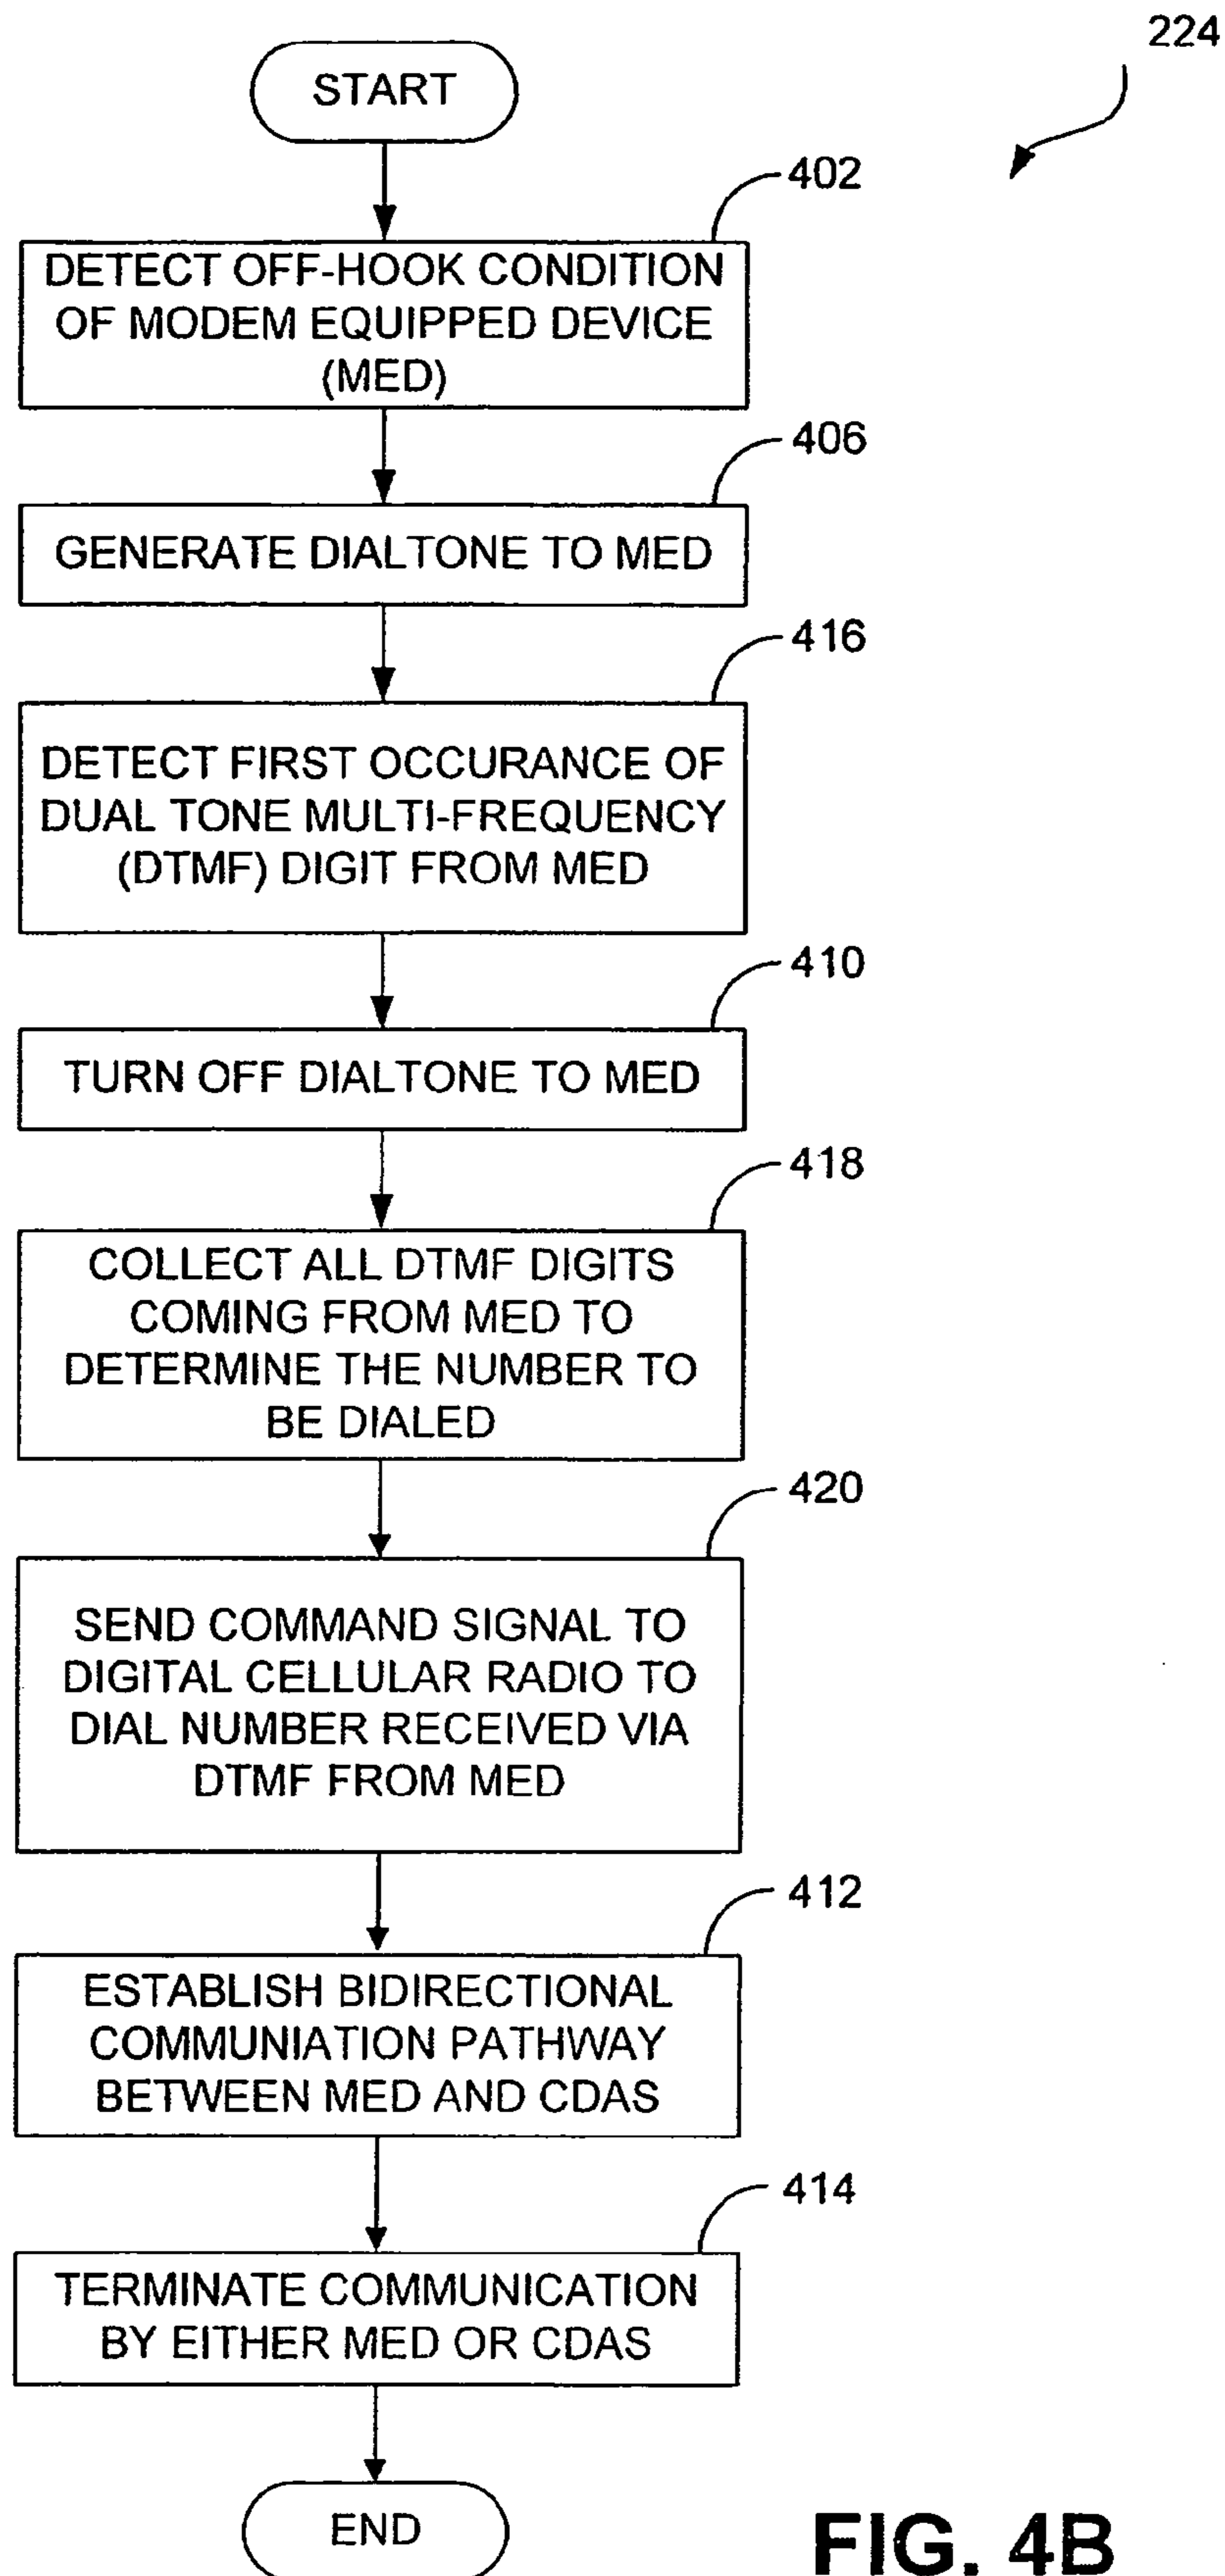 224
START
402
DETECT OFF-HOOK CONDITION
OF MODEM EQUIPPED DEVICE
(MED)
406
GENERATE DIALTONE TO MED
416
DETECT FIRST OCCURANCE OF
DUAL TONE MULTI-FREQUENCY
(DTMF) DIGIT FROM MED
410
TURN OFF DIALTONE TO MED
418
COLLECT ALL DTMF DIGITS
COMING FROM MED TO
DETERMINE THE NUMBER TO
BE DIALED
420
SEND COMMAND SIGNAL TO
DIGITAL CELLULAR RADIO TO
DIAL NUMBER RECEIVED VIA
DTMF FROM MED
412
ESTABLISH BIDIRECTIONAL
COMMUNIATION PATHWAY
BETWEEN MED AND CDAS
414
TERMINATE COMMUNICATION
BY EITHER MED OR CDAS
END
FIG. 4B